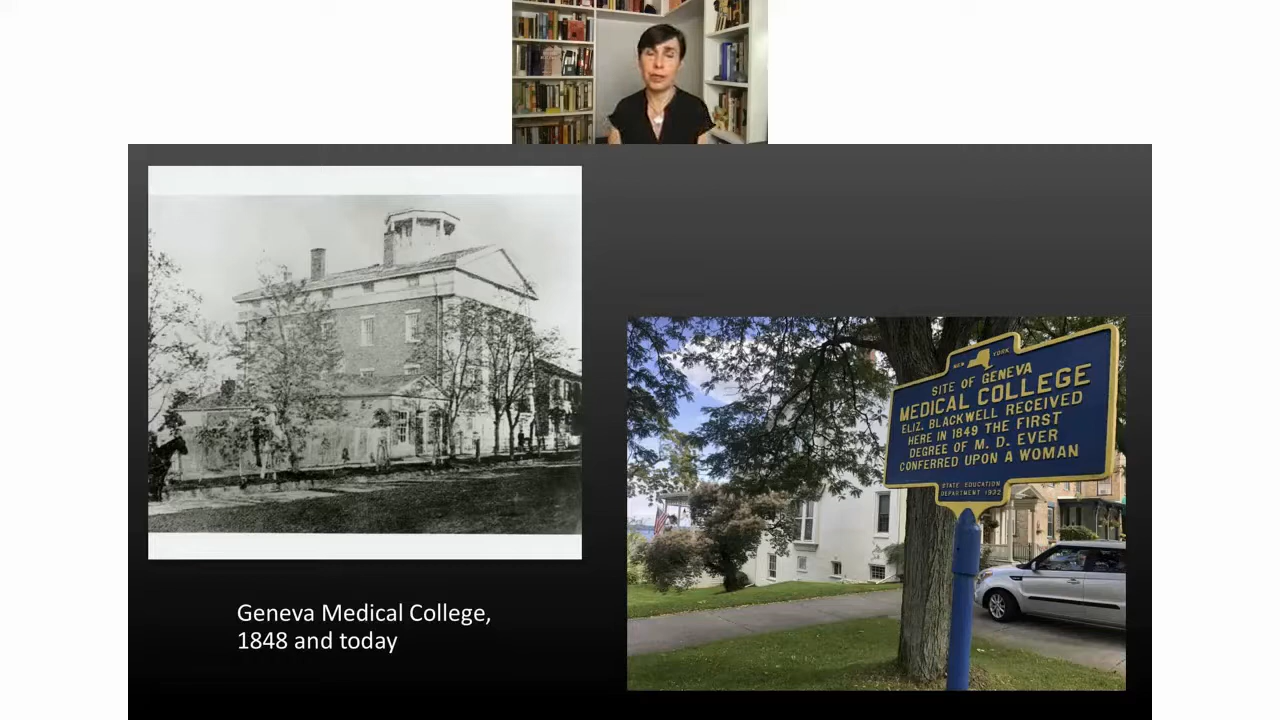 NEW YORK
SITE OF GENEVA
MEDICAL COLLEGE
ELIZ. BLACKWELL RECEIVED
HERE IN 1849 THE FIRST
DEGREE OF M. D. EVER
CONFERRED UPON A WOMAN
STATE EDUCATION
DEPARTMENT 1932
Geneva Medical College,
1848 and today